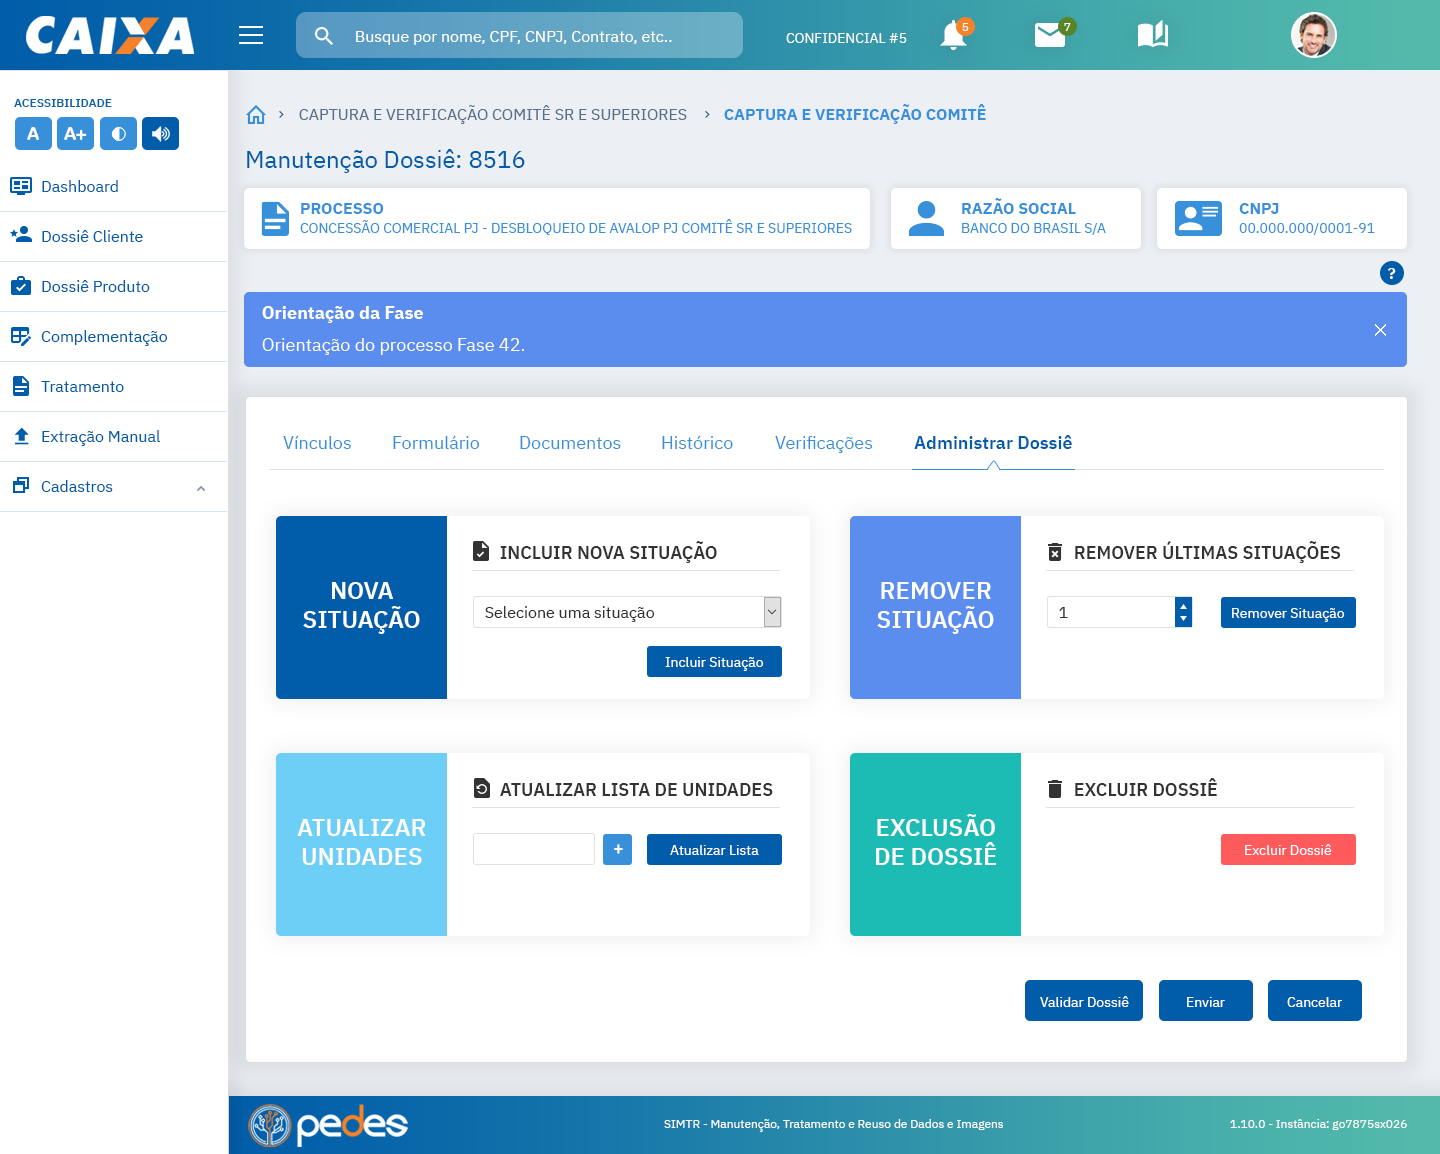 CAIXA
Busque por nome, CPF, CNPJ, Contrato, etc..
CONFIDENCIAL #5
5
7
ACESSIBILIDADE
A
A+
Dashboard
Dossiê Cliente
Dossiê Produto
Complementação
Tratamento
Extração Manual
Cadastros
CAPTURA E VERIFICAÇÃO COMITÊ SR E SUPERIORES
CAPTURA E VERIFICAÇÃO COMITÊ
Manutenção Dossiê: 8516
PROCESSO
CONCESSÃO COMERCIAL PJ - DESBLOQUEIO DE AVALOP PJ COMITÊ SR E SUPERIORES
RAZÃO SOCIAL
BANCO DO BRASIL S/A
CNPJ
00.000.000/0001-91
?
Orientação da Fase
Orientação do processo Fase 42.
Vínculos
Formulário
Documentos
Histórico
Verificações
Administrar Dossiê
NOVA
SITUAÇÃO
INCLUIR NOVA SITUAÇÃO
Selecione uma situação
Incluir Situação
REMOVER
SITUAÇÃO
REMOVER ÚLTIMAS SITUAÇÕES
1
Remover Situação
ATUALIZAR
UNIDADES
ATUALIZAR LISTA DE UNIDADES
+
Atualizar Lista
EXCLUSÃO
DE DOSSIÊ
EXCLUIR DOSSIÊ
Excluir Dossiê
Validar Dossiê
Enviar
Cancelar
pedes
SIMTR - Manutenção, Tratamento e Reuso de Dados e Imagens
1.10.0 - Instância: go7875sx026